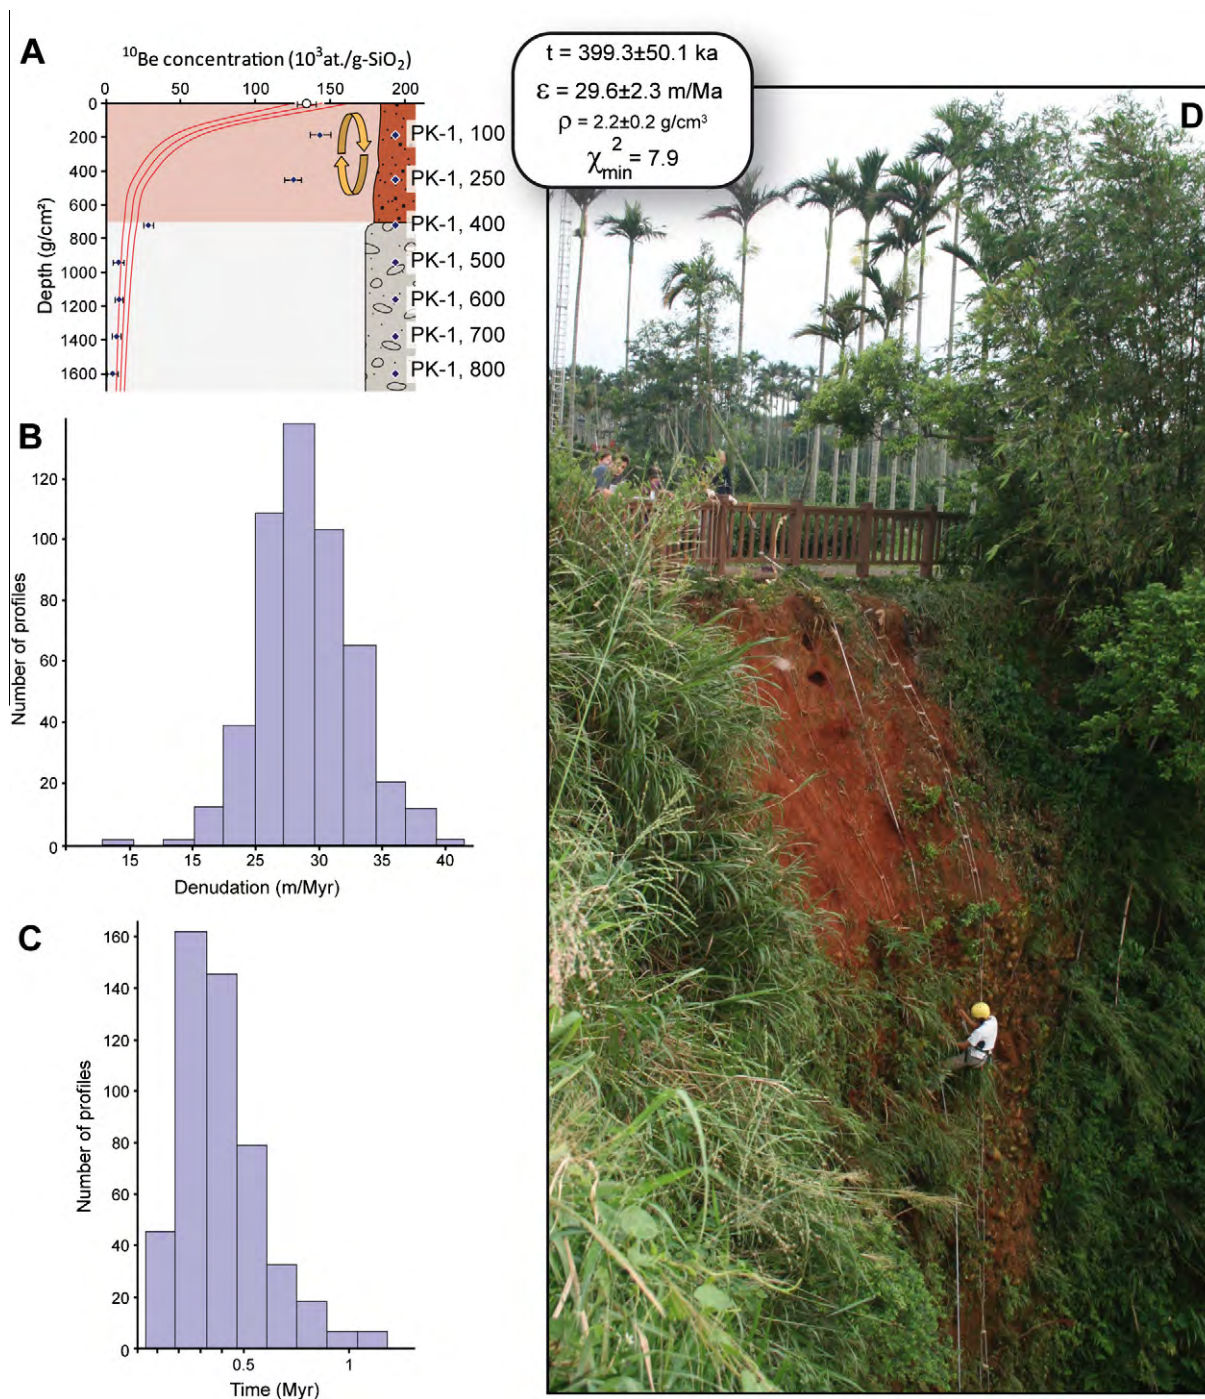 A
¹⁰Be concentration (10³at./g-SiO₂)
0 50 100 150 200
Depth (g/cm²)
0
200
400
600
800
1000
1200
1400
1600
PK-1, 100
PK-1, 250
PK-1, 400
PK-1, 500
PK-1, 600
PK-1, 700
PK-1, 800
t = 399.3±50.1 ka
ε = 29.6±2.3 m/Ma
ρ = 2.2±0.2 g/cm³
χ²min = 7.9
D
B
Number of profiles
120
100
80
60
40
20
0
15 15 25 30 35 40
Denudation (m/Myr)
C
Number of profiles
160
140
120
100
80
60
40
20
0
0.5 1
Time (Myr)